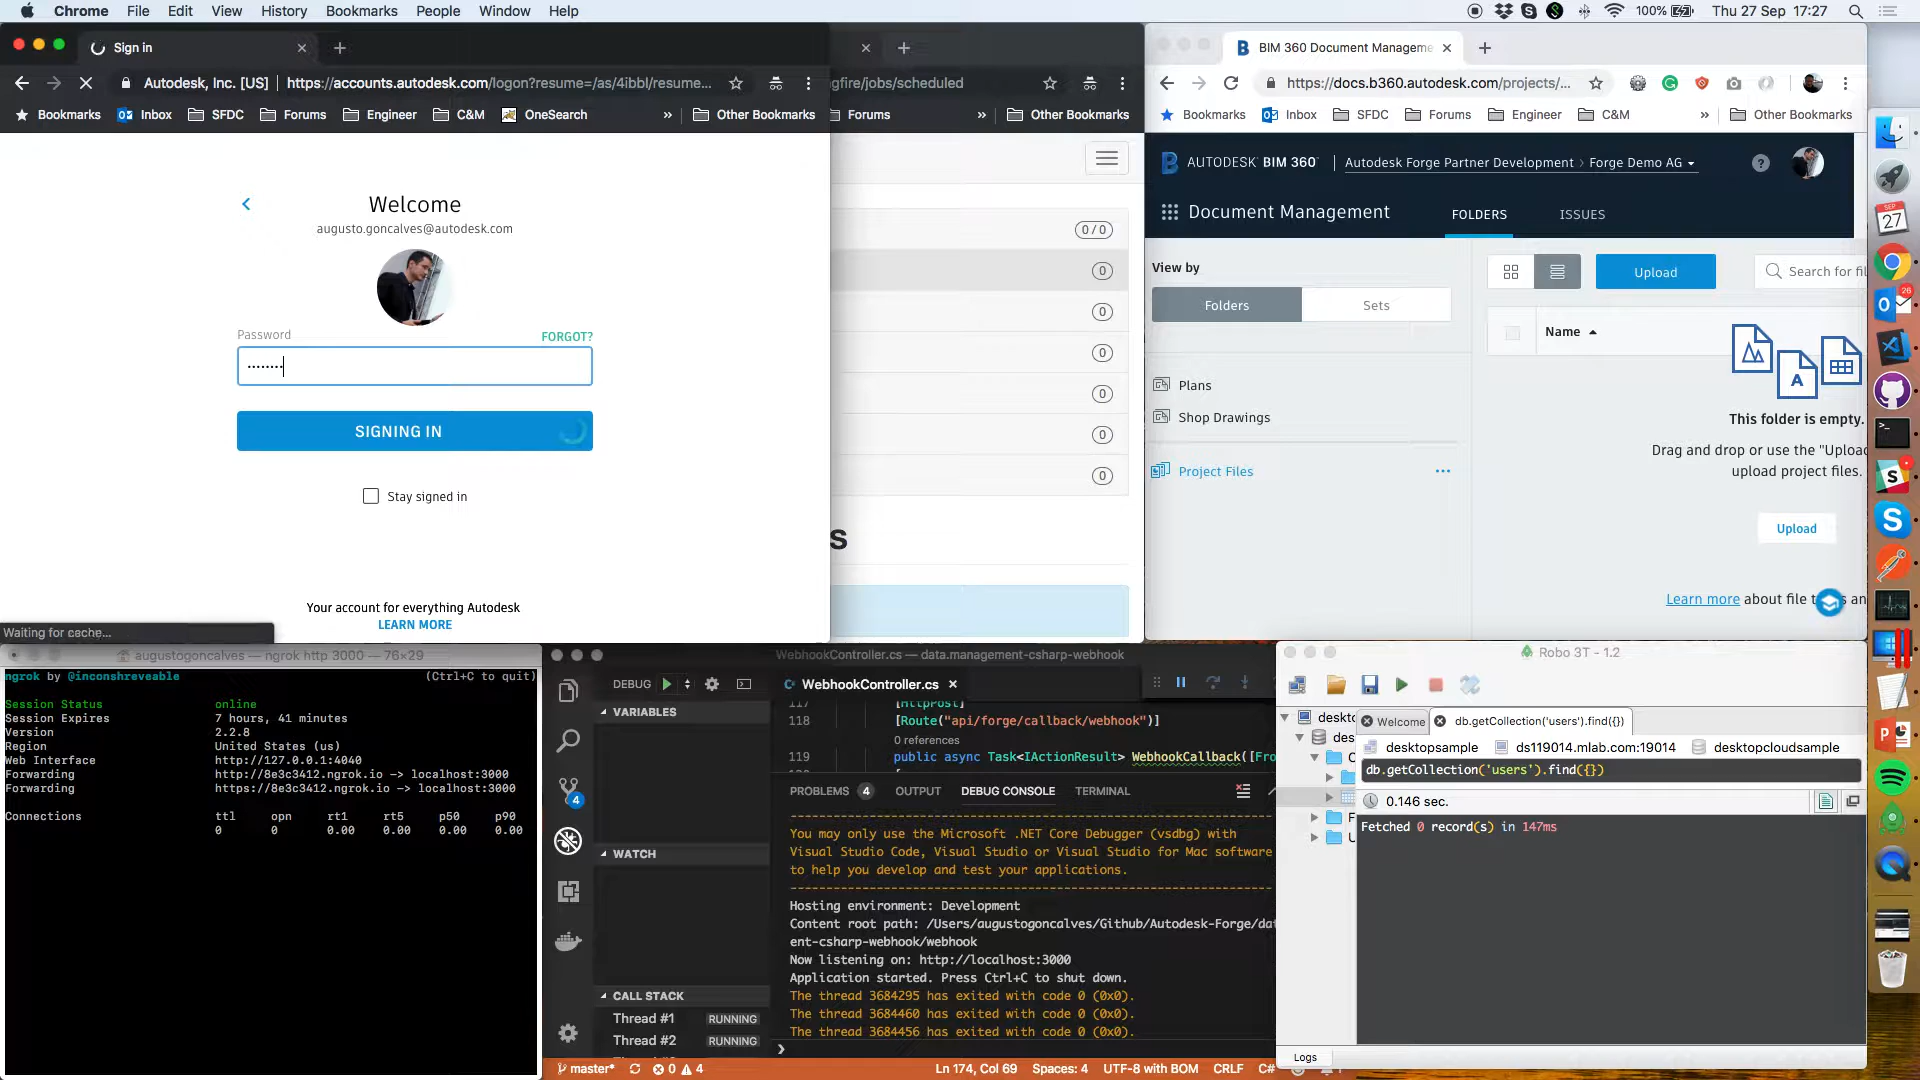 Chrome File Edit View History Bookmarks People Window Help
100% Thu 27 Sep 17:27
Sign in
Autodesk, Inc. [US] https://accounts.autodesk.com/logon?resume=/as/4ibbl/resume...
Bookmarks Inbox SFDC Forums Engineer C&M OneSearch » Other Bookmarks
Welcome
augusto.goncalves@autodesk.com
Password
FORGOT?
SIGNING IN
Stay signed in
Your account for everything Autodesk
LEARN MORE
Waiting for cache...
gfire/jobs/scheduled
Forums » Other Bookmarks
0 / 0
0
0
0
0
0
0
s
BIM 360 Document Manageme
https://docs.b360.autodesk.com/projects/...
Bookmarks Inbox SFDC Forums Engineer C&M » Other Bookmarks
AUTODESK BIM 360 Autodesk Forge Partner Development > Forge Demo AG
Document Management FOLDERS ISSUES
View by
Folders Sets
Plans
Shop Drawings
Project Files
Upload
Search for fil
Name
This folder is empty.
Drag and drop or use the "Uploa
upload project files.
Upload
Learn more about file t s an
augustogoncalves — ngrok http 3000 — 76×29
ngrok by @inconshreveable (Ctrl+C to quit)
Session Status online
Session Expires 7 hours, 41 minutes
Version 2.2.8
Region United States (us)
Web Interface http://127.0.0.1:4040
Forwarding http://8e3c3412.ngrok.io -> localhost:3000
Forwarding https://8e3c3412.ngrok.io -> localhost:3000
Connections ttl opn rt1 rt5 p50 p90
0 0 0.00 0.00 0.00 0.00
WebhookController.cs — data.management-csharp-webhook
DEBUG
VARIABLES
WATCH
CALL STACK
Thread #1 RUNNING
Thread #2 RUNNING
4
WebhookController.cs
117 [HttpPost]
118 [Route("api/forge/callback/webhook")]
0 references
119 public async Task<IActionResult> WebhookCallback([Fro
PROBLEMS 4 OUTPUT DEBUG CONSOLE TERMINAL
You may only use the Microsoft .NET Core Debugger (vsdbg) with
Visual Studio Code, Visual Studio or Visual Studio for Mac software
to help you develop and test your applications.
Hosting environment: Development
Content root path: /Users/augustogoncalves/Github/Autodesk-Forge/dat
ent-csharp-webhook/webhook
Now listening on: http://localhost:3000
Application started. Press Ctrl+C to shut down.
The thread 3684295 has exited with code 0 (0x0).
The thread 3684460 has exited with code 0 (0x0).
The thread 3684456 has exited with code 0 (0x0).
master* 0 4 Ln 174, Col 69 Spaces: 4 UTF-8 with BOM CRLF C#
Robo 3T - 1.2
deskto
des
C
F
U
Welcome db.getCollection('users').find({})
desktopsample ds119014.mlab.com:19014 desktopcloudsample
db.getCollection('users').find({})
0.146 sec.
Fetched 0 record(s) in 147ms
Logs
SEP
27
26